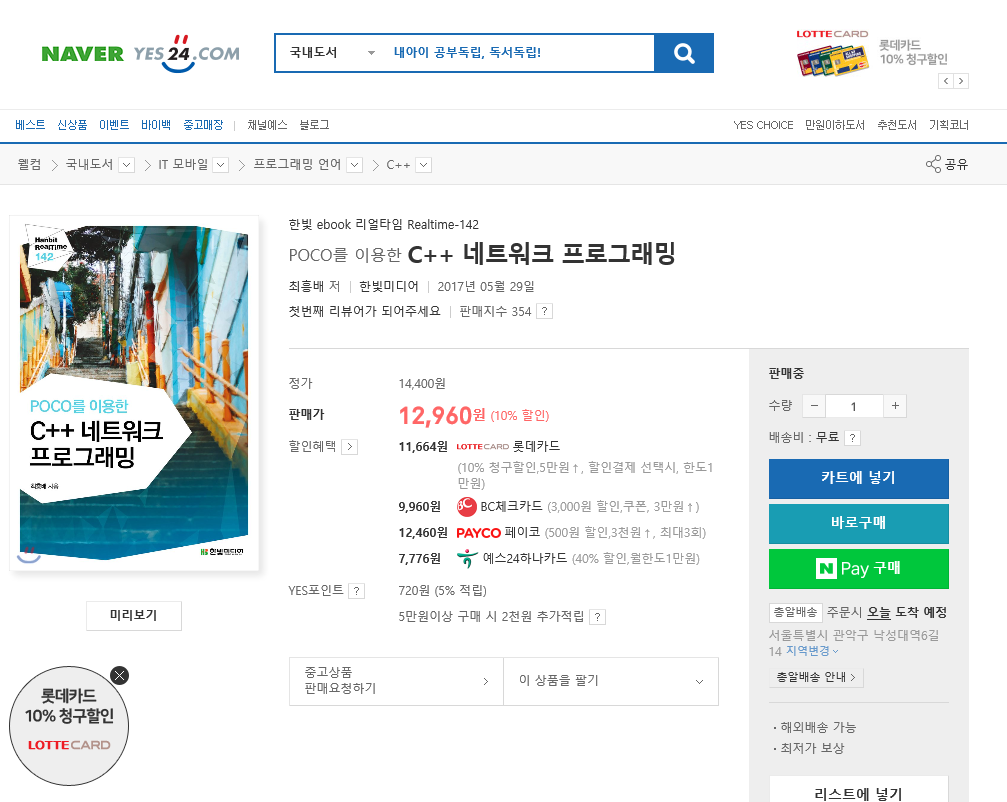 NAVER YES24.COM
국내도서 내아이 공부독립, 독서독립!
LOTTECARD
롯데카드
10% 청구할인
베스트 신상품 이벤트 바이백 중고매장 | 채널예스 블로그
YES CHOICE 만원이하도서 추천도서 기획코너
웰컴 > 국내도서 > IT 모바일 > 프로그래밍 언어 > C++
공유
Hanbit
RealTime
142
POCO를 이용한
C++ 네트워크
프로그래밍
최흥배 지음
한빛미디어
미리보기
롯데카드
10% 청구할인
LOTTECARD
한빛 ebook 리얼타임 Realtime-142
POCO를 이용한 C++ 네트워크 프로그래밍
최흥배 저 | 한빛미디어 | 2017년 05월 29일
첫번째 리뷰어가 되어주세요 | 판매지수 354 ?
정가 14,400원
판매가 12,960원 (10% 할인)
할인혜택 > 11,664원 LOTTECARD 롯데카드
(10% 청구할인,5만원↑, 할인결제 선택시, 한도1
만원)
9,960원 BC BC체크카드 (3,000원 할인,쿠폰, 3만원↑)
12,460원 PAYCO 페이코 (500원 할인,3천원↑, 최대3회)
7,776원 예스24하나카드 (40% 할인,월한도1만원)
YES포인트 ? 720원 (5% 적립)
5만원이상 구매 시 2천원 추가적립 ?
중고상품
판매요청하기 >
이 상품을 팔기
판매중
수량 − 1 +
배송비 : 무료 ?
카트에 넣기
바로구매
N Pay 구매
총알배송 주문시 오늘 도착 예정
서울특별시 관악구 낙성대역6길
14 지역변경
총알배송 안내 >
· 해외배송 가능
· 최저가 보상
리스트에 넣기